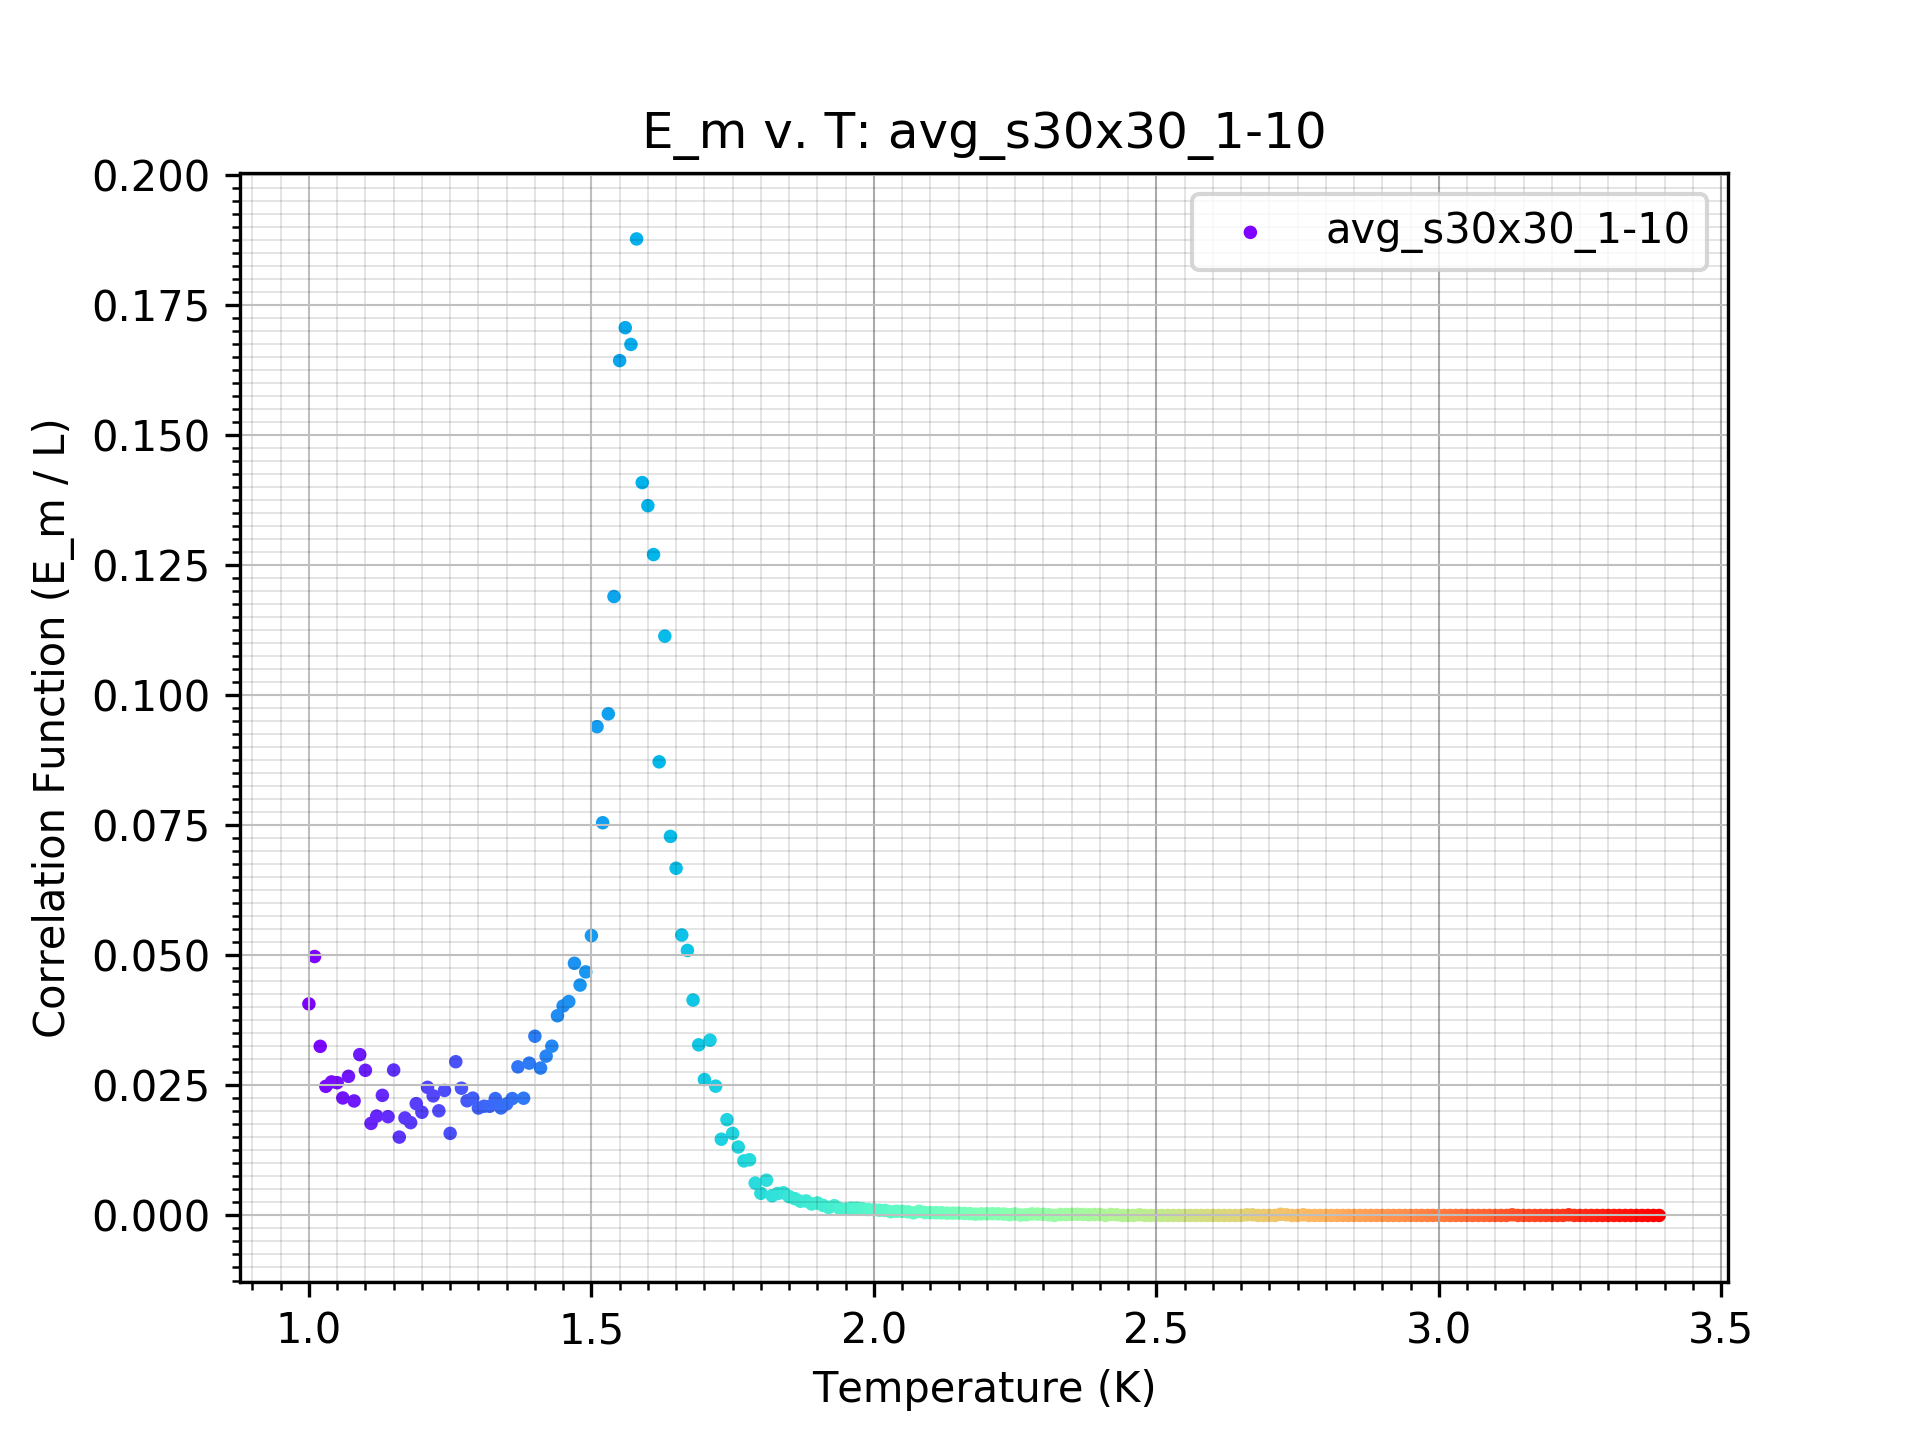 E_m v. T: avg_s30x30_1-10
avg_s30x30_1-10
0.200
0.175
0.150
0.125
0.100
0.075
0.050
0.025
0.000
Correlation Function (E_m / L)
1.0 1.5 2.0 2.5 3.0 3.5
Temperature (K)